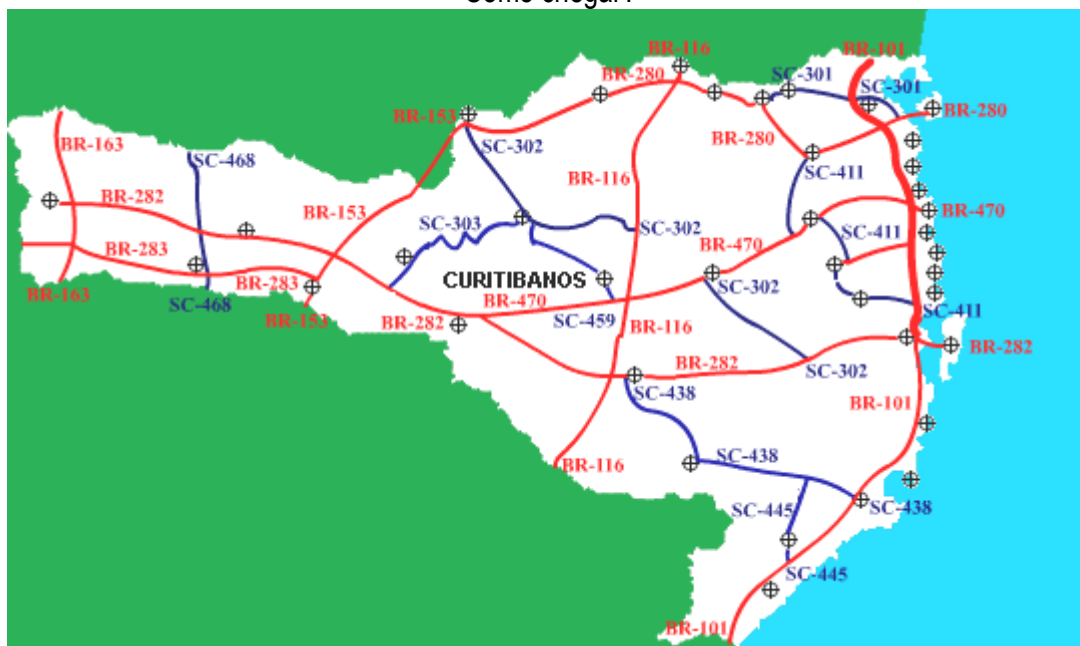 Como chegar?
BR-116
BR-101
BR-280
SC-301
SC-301
BR-153
BR-280
BR-163
SC-302
BR-280
SC-468
SC-411
BR-116
BR-282
BR-153
SC-303
SC-302
BR-470
SC-411
BR-470
BR-283
BR-283
CURITIBANOS
SC-302
BR-163
SC-468
BR-153
BR-470
SC-411
BR-282
SC-459
BR-116
BR-282
BR-282
SC-302
SC-438
BR-101
SC-438
BR-116
SC-445
SC-438
SC-445
BR-101